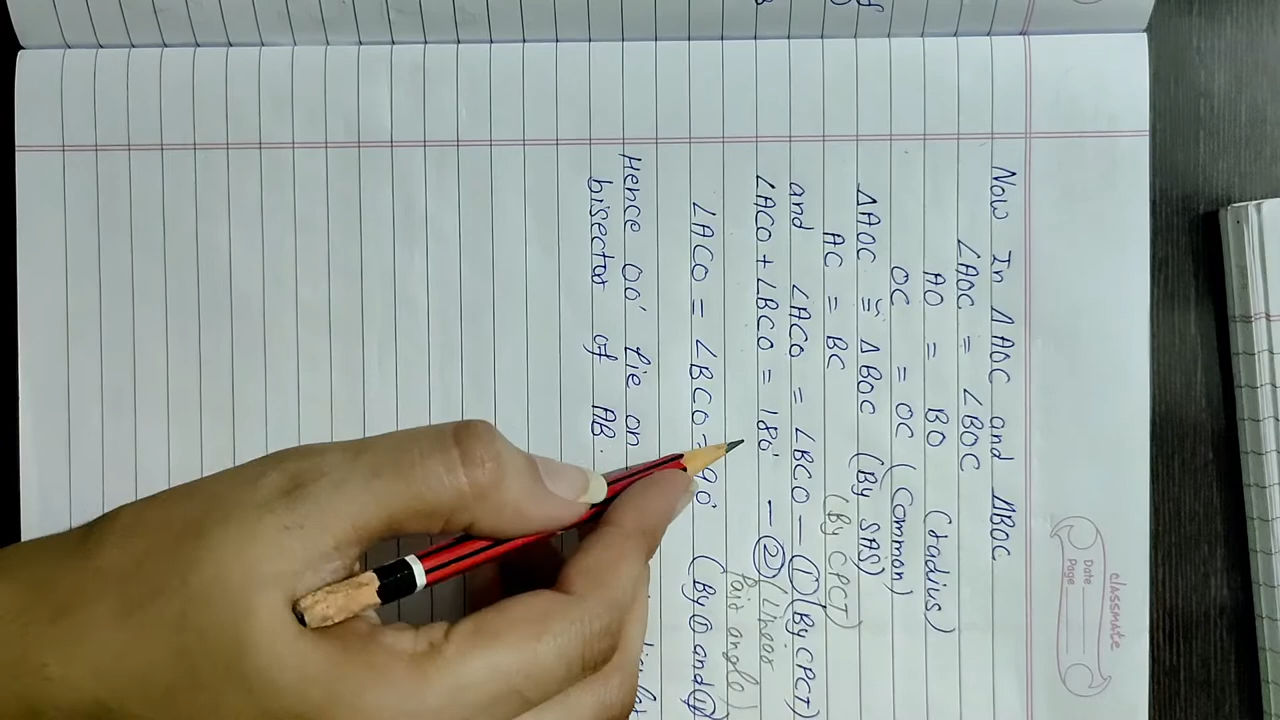 classmate
Date
Page
Now In ΔAOC and ΔBOC
∠AOC = ∠BOC
AO = BO (radius)
OC = OC (Common)
ΔAOC ≅ ΔBOC (By SAS)
AC = BC (By CPCT)
and ∠ACO = ∠BCO — ① (By CPCT)
∠ACO + ∠BCO = 180° — ② (Linear
Pair angle)
∠ACO = ∠BCO = 90° (By ① and ②)
Hence OO' lie on
bisector of AB.